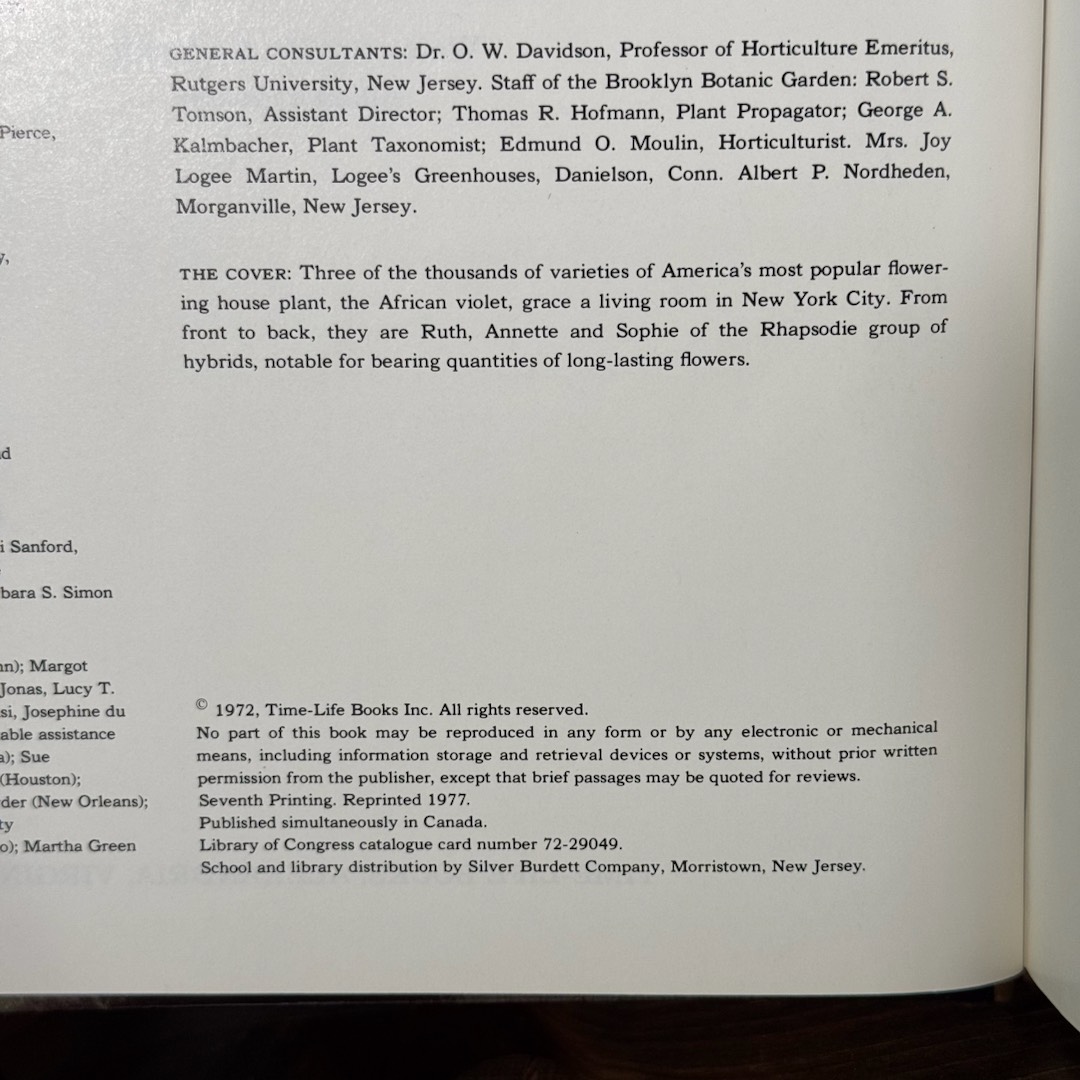 GENERAL CONSULTANTS: Dr. O. W. Davidson, Professor of Horticulture Emeritus,
Rutgers University, New Jersey. Staff of the Brooklyn Botanic Garden: Robert S.
Tomson, Assistant Director; Thomas R. Hofmann, Plant Propagator; George A.
Kalmbacher, Plant Taxonomist; Edmund O. Moulin, Horticulturist. Mrs. Joy
Logee Martin, Logee's Greenhouses, Danielson, Conn. Albert P. Nordheden,
Morganville, New Jersey.
THE COVER: Three of the thousands of varieties of America's most popular flower-
ing house plant, the African violet, grace a living room in New York City. From
front to back, they are Ruth, Annette and Sophie of the Rhapsodie group of
hybrids, notable for bearing quantities of long-lasting flowers.
Pierce,
y,
d
i Sanford,
bara S. Simon
nn); Margot
Jonas, Lucy T.
si, Josephine du
able assistance
a); Sue
(Houston);
der (New Orleans);
ty
o); Martha Green
© 1972, Time-Life Books Inc. All rights reserved.
No part of this book may be reproduced in any form or by any electronic or mechanical
means, including information storage and retrieval devices or systems, without prior written
permission from the publisher, except that brief passages may be quoted for reviews.
Seventh Printing. Reprinted 1977.
Published simultaneously in Canada.
Library of Congress catalogue card number 72-29049.
School and library distribution by Silver Burdett Company, Morristown, New Jersey.